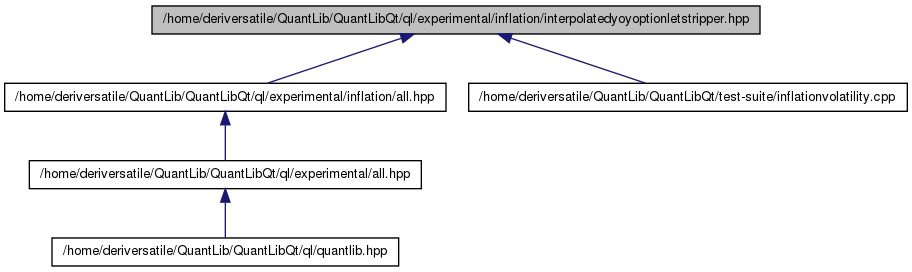 /home/deriversatile/QuantLib/QuantLibQt/ql/experimental/inflation/interpolatedyoyoptionletstripper.hpp
/home/deriversatile/QuantLib/QuantLibQt/ql/experimental/inflation/all.hpp
/home/deriversatile/QuantLib/QuantLibQt/test-suite/inflationvolatility.cpp
/home/deriversatile/QuantLib/QuantLibQt/ql/experimental/all.hpp
/home/deriversatile/QuantLib/QuantLibQt/ql/quantlib.hpp